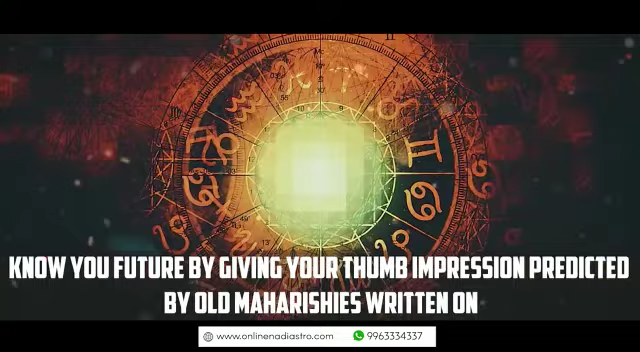 KNOW YOU FUTURE BY GIVING YOUR THUMB IMPRESSION PREDICTED
BY OLD MAHARISHIES WRITTEN ON
www.onlinenadiastro.com 9963334337